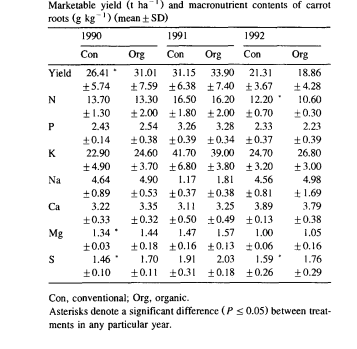 Marketable yield (t ha⁻¹) and macronutrient contents of carrot
roots (g kg⁻¹) (mean ± SD)
1990 1991 1992
Con Org Con Org Con Org
Yield 26.41 * 31.01 31.15 33.90 21.31 18.86
±5.74 ±7.59 ±6.38 ±7.40 ±3.67 ±4.28
N 13.70 13.30 16.50 16.20 12.20 * 10.60
±1.30 ±2.00 ±1.80 ±2.00 ±0.70 ±0.30
P 2.43 2.54 3.26 3.28 2.33 2.23
±0.14 ±0.38 ±0.39 ±0.34 ±0.37 ±0.39
K 22.90 24.60 41.70 39.00 24.70 26.80
±4.90 ±3.70 ±6.80 ±3.80 ±3.20 ±3.00
Na 4.64 4.90 1.17 1.81 4.56 4.98
±0.89 ±0.53 ±0.37 ±0.38 ±0.81 ±1.69
Ca 3.22 3.35 3.11 3.25 3.89 3.79
±0.33 ±0.32 ±0.50 ±0.49 ±0.13 ±0.38
Mg 1.34 * 1.44 1.47 1.57 1.00 1.05
±0.03 ±0.18 ±0.16 ±0.13 ±0.06 ±0.16
S 1.46 * 1.70 1.91 2.03 1.59 * 1.76
±0.10 ±0.11 ±0.31 ±0.18 ±0.26 ±0.29
Con, conventional; Org, organic.
Asterisks denote a significant difference (P ≤ 0.05) between treat-
ments in any particular year.